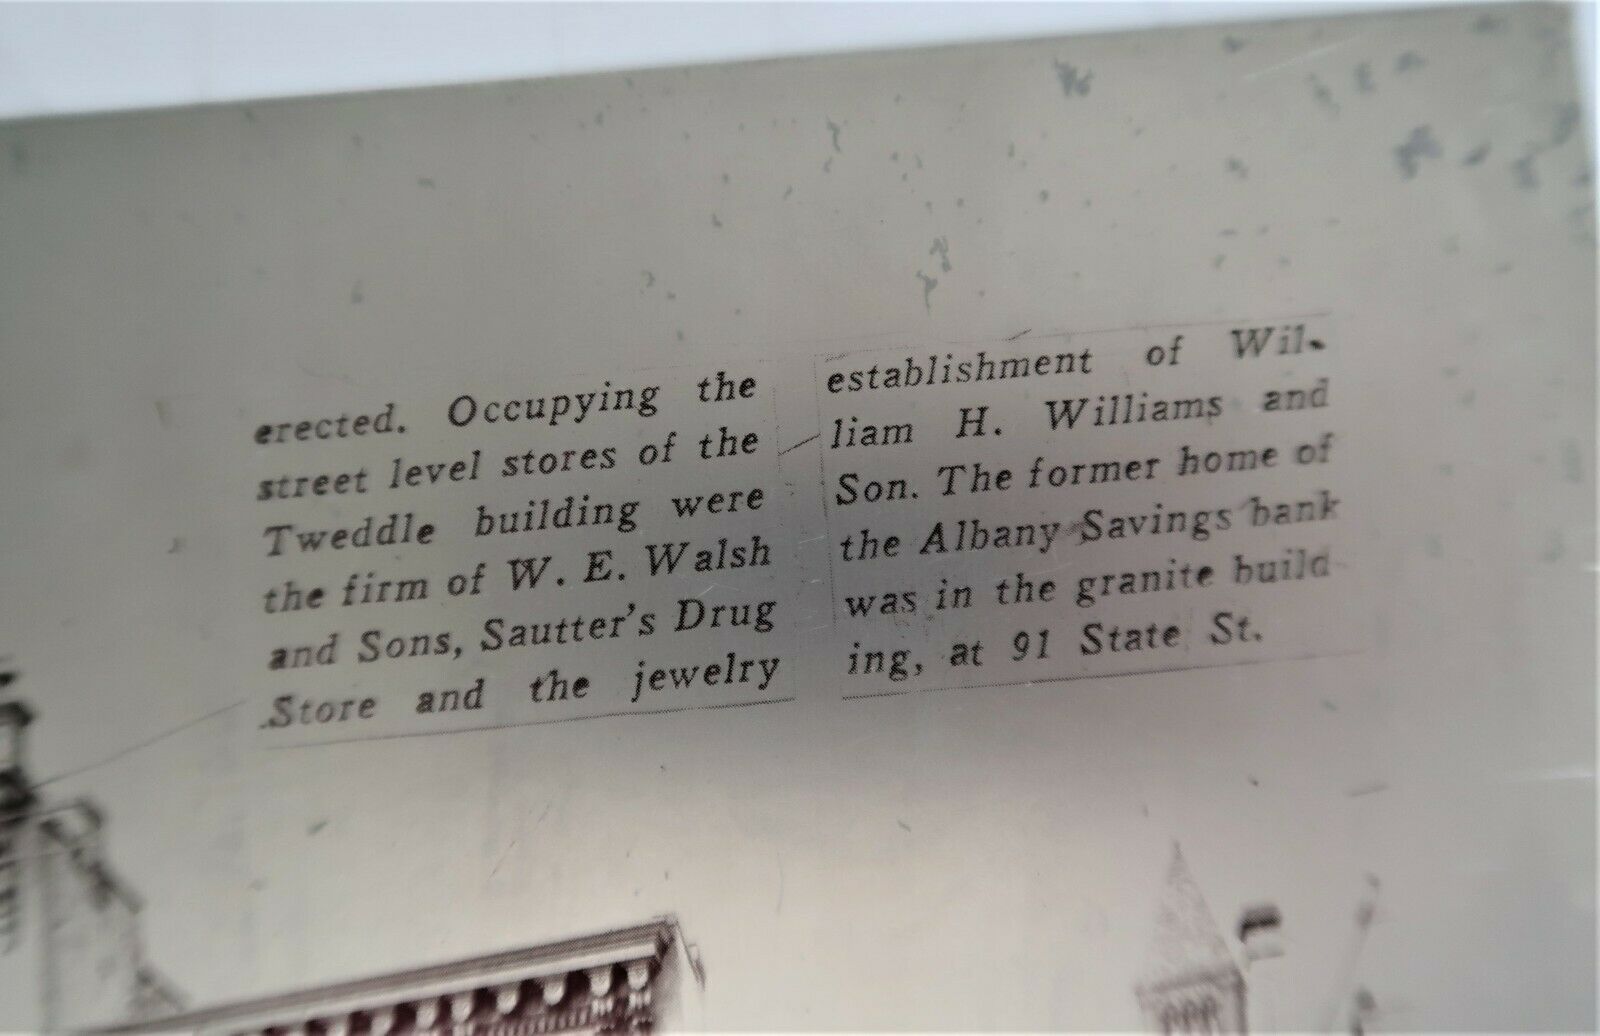 erected. Occupying the
street level stores of the
Tweddle building were
the firm of W. E. Walsh
and Sons, Sautter's Drug
Store and the jewelry
establishment of Wil-
liam H. Williams and
Son. The former home of
the Albany Savings bank
was in the granite build
ing, at 91 State St.